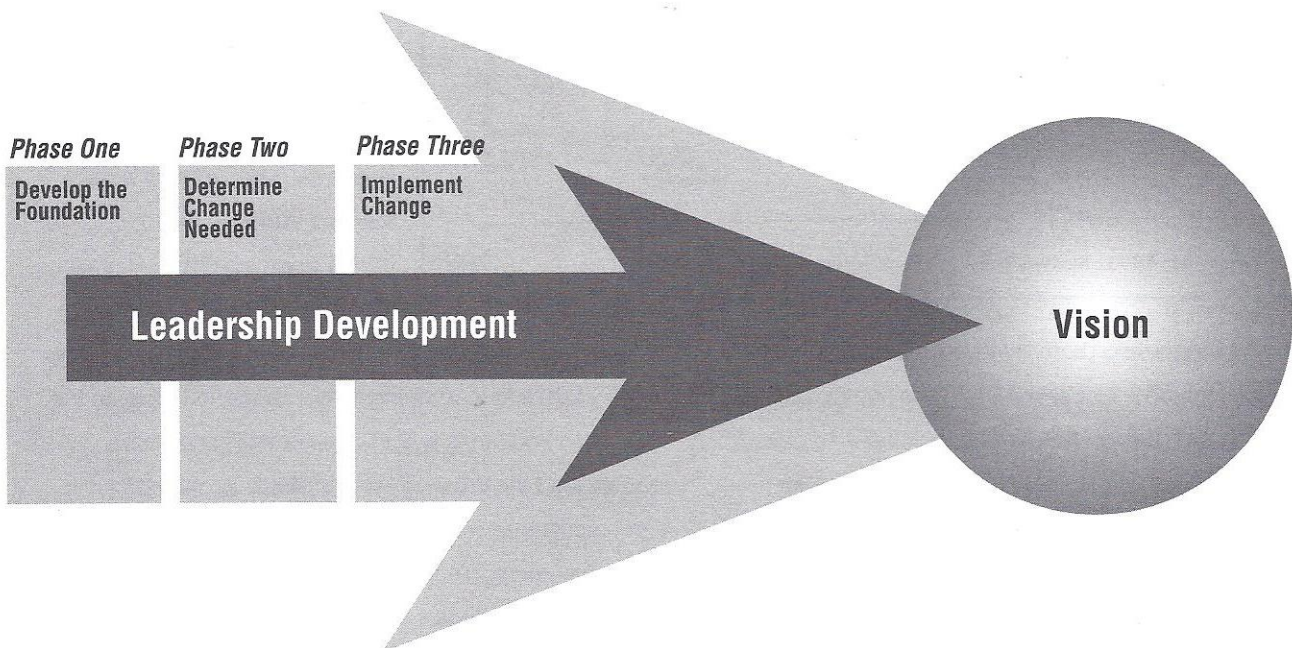 Phase One
Develop the
Foundation
Phase Two
Determine
Change
Needed
Phase Three
Implement
Change
Leadership Development
Vision